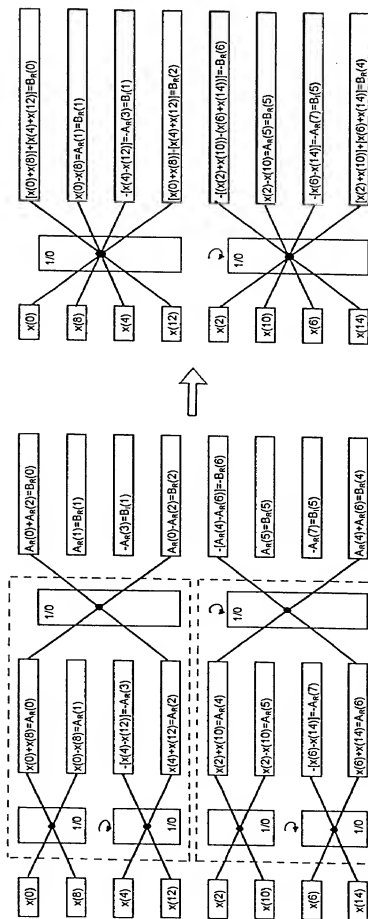 x(0)
x(8)
x(4)
x(12)
x(2)
x(10)
x(6)
x(14)
1/0
1/0
1/0
1/0
x(0)+x(8)=A_R(0)
x(0)-x(8)=A_R(1)
-[x(4)-x(12)]=-A_R(3)
x(4)+x(12)=A_R(2)
x(2)+x(10)=A_R(4)
x(2)-x(10)=A_R(5)
-[x(6)-x(14)]=-A_R(7)
x(6)+x(14)=A_R(6)
1/0
1/0
A_R(0)+A_R(2)=B_R(0)
A_R(1)=B_R(1)
-A_R(3)=B_I(1)
A_R(0)-A_R(2)=B_R(2)
-[A_R(4)-A_R(6)]=-B_R(6)
A_R(5)=B_R(5)
-A_R(7)=B_I(5)
A_R(4)+A_R(6)=B_R(4)
x(0)
x(8)
x(4)
x(12)
x(2)
x(10)
x(6)
x(14)
1/0
1/0
[x(0)+x(8)]+[x(4)+x(12)]=B_R(0)
x(0)-x(8)=A_R(1)=B_R(1)
-[x(4)-x(12)]=-A_R(3)=B_I(1)
[x(0)+x(8)]-[x(4)+x(12)]=B_R(2)
-[(x(2)+x(10)-(x(6)+x(14))]=-B_R(6)
x(2)-x(10)=A_R(5)=B_R(5)
-[x(6)-x(14)]=-A_R(7)=B_I(5)
[x(2)+x(10)]+[x(6)+x(14)]=B_R(4)